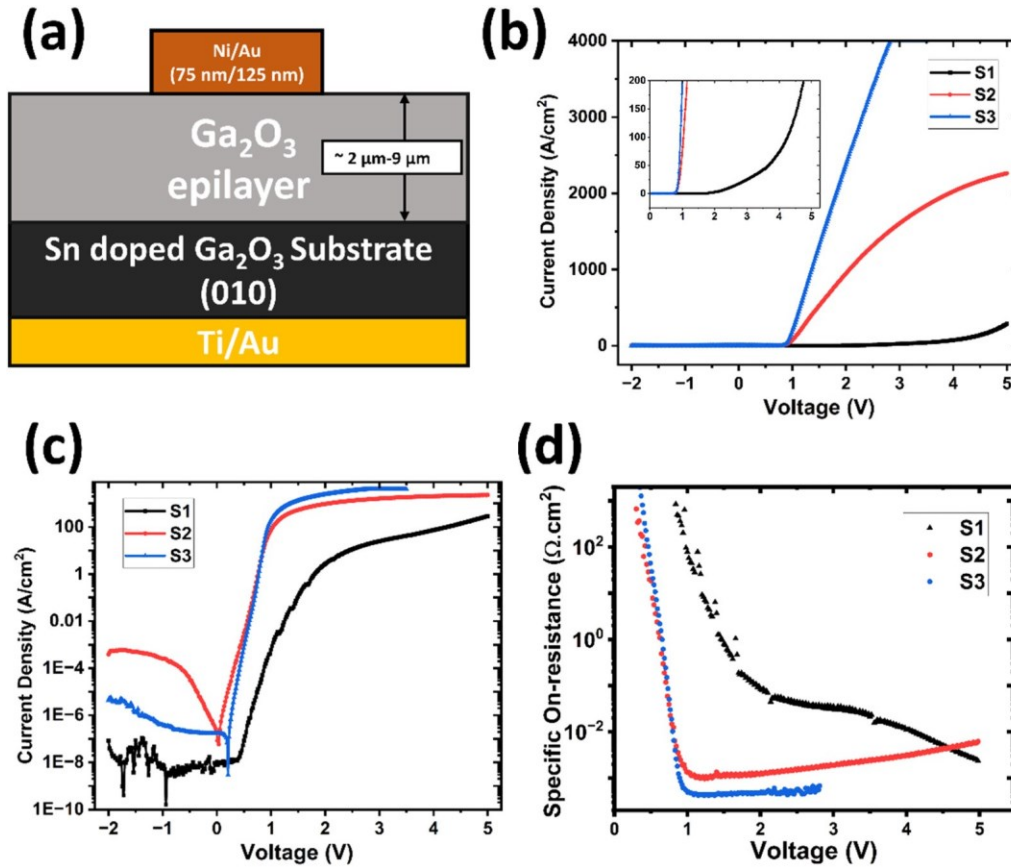 (a)
Ni/Au
(75 nm/125 nm)
Ga₂O₃
epilayer
~ 2 µm-9 µm
Sn doped Ga₂O₃ Substrate
(010)
Ti/Au
(b)
4000
3000
2000
1000
0
−2 −1 0 1 2 3 4 5
Current Density (A/cm²)
Voltage (V)
200
150
100
50
0
0 1 2 3 4 5
S1
S2
S3
(c)
100
1
0.01
1E-4
1E-6
1E-8
1E-10
−2 −1 0 1 2 3 4 5
Current Density (A/cm²)
Voltage (V)
S1
S2
S3
(d)
10²
10⁰
10⁻²
0 1 2 3 4 5
Specific On-resistance (Ω.cm²)
Voltage (V)
S1
S2
S3